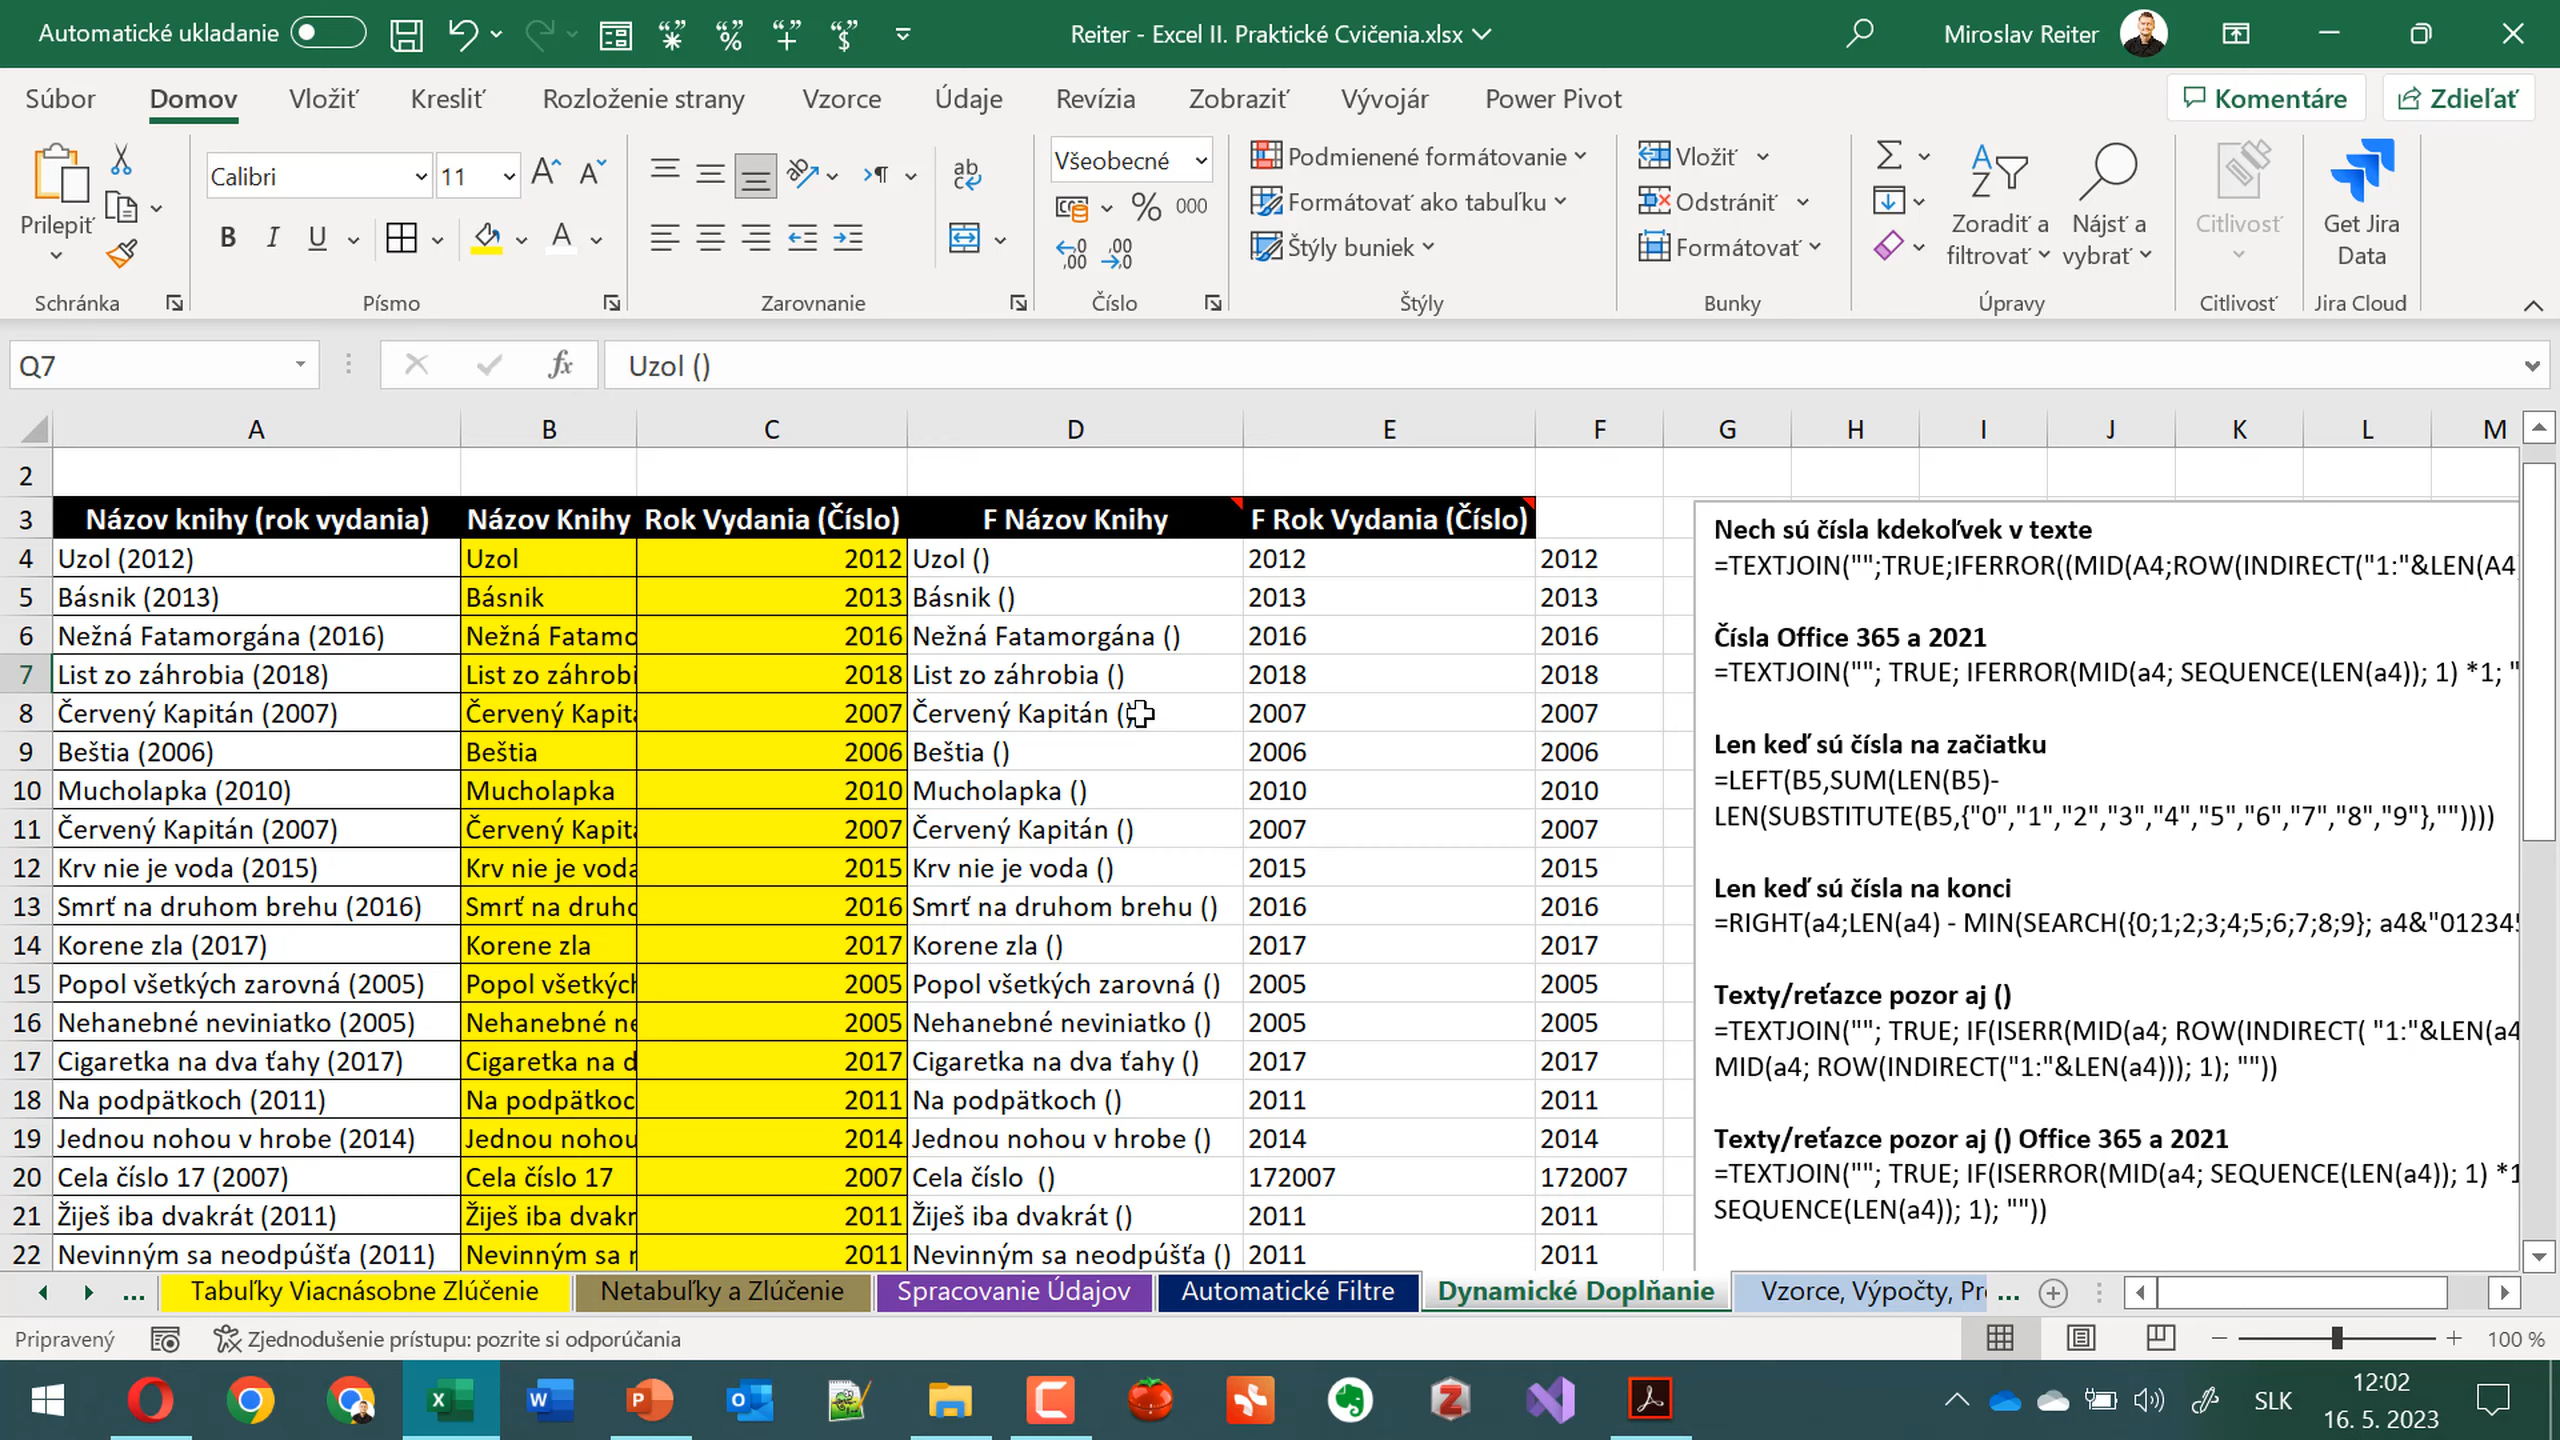 Automatické ukladanie
Reiter - Excel II. Praktické Cvičenia.xlsx
Miroslav Reiter
Súbor Domov Vložiť Kresliť Rozloženie strany Vzorce Údaje Revízia Zobraziť Vývojár Power Pivot Komentáre Zdieľať
Prilepiť
Calibri 11
Všeobecné
Podmienené formátovanie
Formátovať ako tabuľku
Štýly buniek
Vložiť
Odstrániť
Formátovať
Zoradiť a filtrovať
Nájsť a vybrať
Citlivosť
Get Jira Data
Schránka Písmo Zarovnanie Číslo Štýly Bunky Úpravy Citlivosť Jira Cloud
Q7 fx Uzol ()
A B C D E F G H I J K L M
2
3 Názov knihy (rok vydania) Názov Knihy Rok Vydania (Číslo) F Názov Knihy F Rok Vydania (Číslo)
4 Uzol (2012) Uzol 2012 Uzol () 2012 2012
5 Básnik (2013) Básnik 2013 Básnik () 2013 2013
6 Nežná Fatamorgána (2016) Nežná Fatamo 2016 Nežná Fatamorgána () 2016 2016
7 List zo záhrobia (2018) List zo záhrobi 2018 List zo záhrobia () 2018 2018
8 Červený Kapitán (2007) Červený Kapitá 2007 Červený Kapitán () 2007 2007
9 Beštia (2006) Beštia 2006 Beštia () 2006 2006
10 Mucholapka (2010) Mucholapka 2010 Mucholapka () 2010 2010
11 Červený Kapitán (2007) Červený Kapitá 2007 Červený Kapitán () 2007 2007
12 Krv nie je voda (2015) Krv nie je voda 2015 Krv nie je voda () 2015 2015
13 Smrť na druhom brehu (2016) Smrť na druho 2016 Smrť na druhom brehu () 2016 2016
14 Korene zla (2017) Korene zla 2017 Korene zla () 2017 2017
15 Popol všetkých zarovná (2005) Popol všetkých 2005 Popol všetkých zarovná () 2005 2005
16 Nehanebné neviniatko (2005) Nehanebné ne 2005 Nehanebné neviniatko () 2005 2005
17 Cigaretka na dva ťahy (2017) Cigaretka na d 2017 Cigaretka na dva ťahy () 2017 2017
18 Na podpätkoch (2011) Na podpätkoc 2011 Na podpätkoch () 2011 2011
19 Jednou nohou v hrobe (2014) Jednou nohou 2014 Jednou nohou v hrobe () 2014 2014
20 Cela číslo 17 (2007) Cela číslo 17 2007 Cela číslo  () 172007 172007
21 Žiješ iba dvakrát (2011) Žiješ iba dvakr 2011 Žiješ iba dvakrát () 2011 2011
22 Nevinným sa neodpúšťa (2011) Nevinným sa n 2011 Nevinným sa neodpúšťa () 2011 2011
Nech sú čísla kdekoľvek v texte
=TEXTJOIN("";TRUE;IFERROR((MID(A4;ROW(INDIRECT("1:"&LEN(A4)
Čísla Office 365 a 2021
=TEXTJOIN(""; TRUE; IFERROR(MID(a4; SEQUENCE(LEN(a4)); 1) *1; "
Len keď sú čísla na začiatku
=LEFT(B5,SUM(LEN(B5)-
LEN(SUBSTITUTE(B5,{"0","1","2","3","4","5","6","7","8","9"},""))))
Len keď sú čísla na konci
=RIGHT(a4;LEN(a4) - MIN(SEARCH({0;1;2;3;4;5;6;7;8;9}; a4&"012345
Texty/reťazce pozor aj ()
=TEXTJOIN(""; TRUE; IF(ISERR(MID(a4; ROW(INDIRECT( "1:"&LEN(a4
MID(a4; ROW(INDIRECT("1:"&LEN(a4))); 1); ""))
Texty/reťazce pozor aj () Office 365 a 2021
=TEXTJOIN(""; TRUE; IF(ISERROR(MID(a4; SEQUENCE(LEN(a4)); 1) *1
SEQUENCE(LEN(a4)); 1); ""))
... Tabuľky Viacnásobne Zlúčenie Netabuľky a Zlúčenie Spracovanie Údajov Automatické Filtre Dynamické Doplňanie Vzorce, Výpočty, Pr ...
Pripravený Zjednodušenie prístupu: pozrite si odporúčania 100 %
SLK
12:02
16. 5. 2023